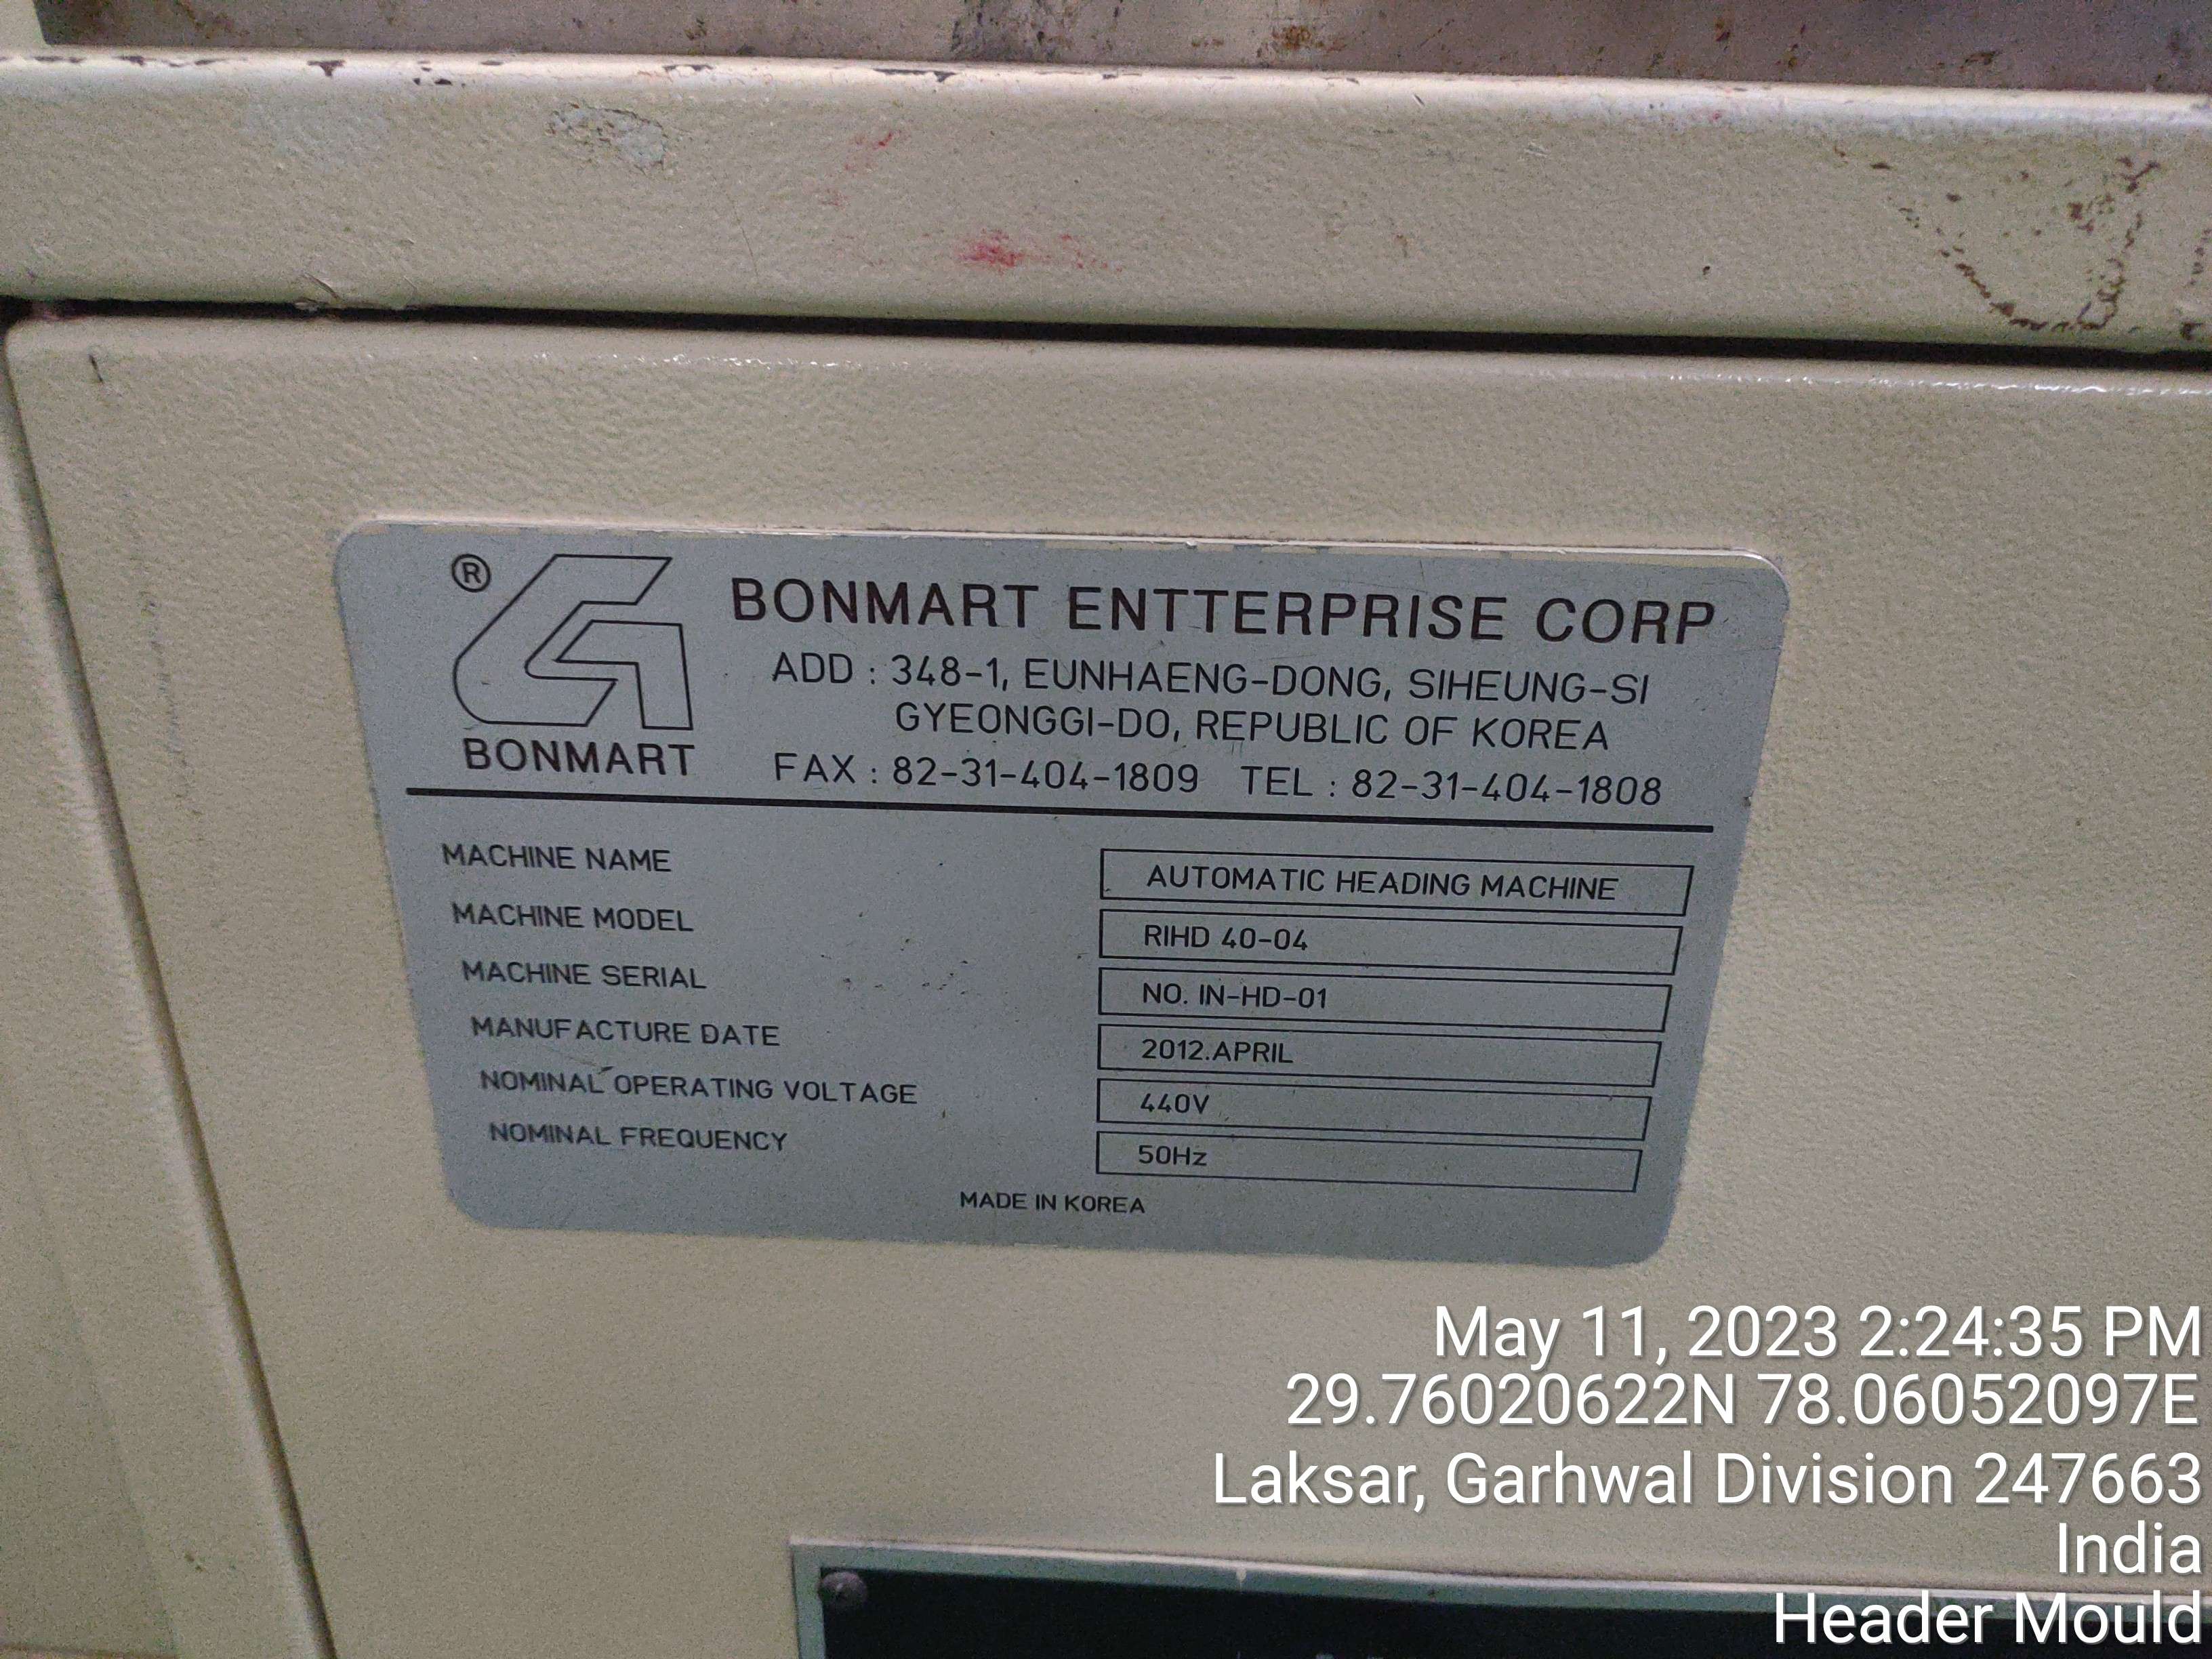 ®
BONMART
BONMART ENTTERPRISE CORP
ADD : 348-1, EUNHAENG-DONG, SIHEUNG-SI
GYEONGGI-DO, REPUBLIC OF KOREA
FAX : 82-31-404-1809 TEL : 82-31-404-1808
MACHINE NAME AUTOMATIC HEADING MACHINE
MACHINE MODEL RIHD 40-04
MACHINE SERIAL NO. IN-HD-01
MANUFACTURE DATE 2012.APRIL
NOMINAL OPERATING VOLTAGE 440V
NOMINAL FREQUENCY 50Hz
MADE IN KOREA
May 11, 2023 2:24:35 PM
29.76020622N 78.06052097E
Laksar, Garhwal Division 247663
India
Header Mould